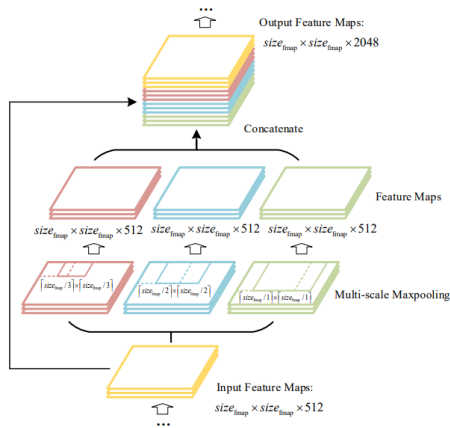 ...
Output Feature Maps:
size_fmap × size_fmap × 2048
Concatenate
Feature Maps
size_fmap × size_fmap × 512
size_fmap × size_fmap × 512
size_fmap × size_fmap × 512
⌈size_fmap / 3⌉ × ⌈size_fmap / 3⌉
⌈size_fmap / 2⌉ × ⌈size_fmap / 2⌉
⌈size_fmap / 1⌉ × ⌈size_fmap / 1⌉
Multi-scale Maxpooling
Input Feature Maps:
size_fmap × size_fmap × 512
...